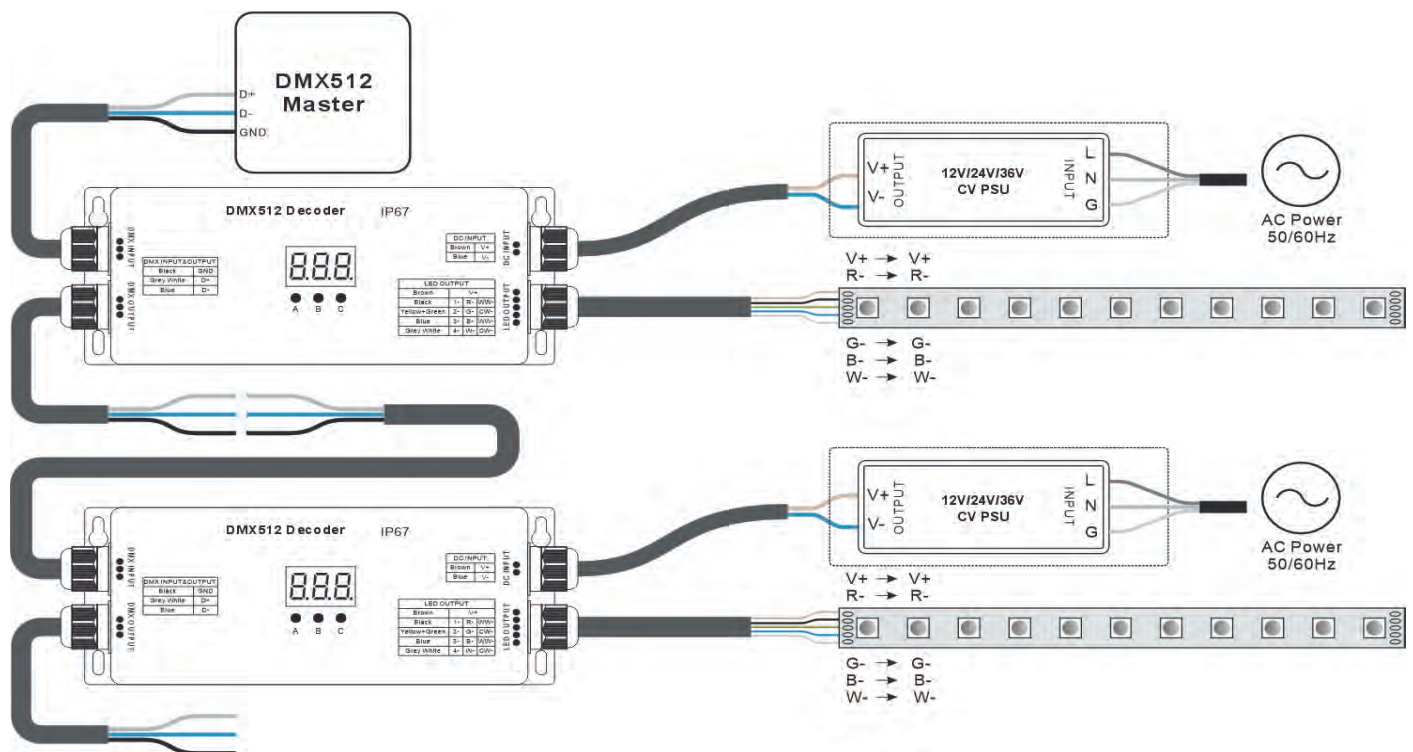 DMX512
Master
D+
D-
GND
DMX512 Decoder IP67
DMX INPUT
DMX OUTPUT
DMX INPUT&OUTPUT
Black GND
Grey White D+
Blue D-
8.8.8.
A B C
DC INPUT
Brown V+
Blue V-
DC INPUT
LED OUTPUT
Brown V+
Black 1- R- WW-
Yellow+Green 2- G- CW-
Blue 3- B- WW-
Grey White 4- W- CW-
LED OUTPUT
V+
V-
OUTPUT
12V/24V/36V
CV PSU
INPUT
L
N
G
AC Power
50/60Hz
V+ → V+
R- → R-
G- → G-
B- → B-
W- → W-
DMX512 Decoder IP67
DMX INPUT
DMX OUTPUT
DMX INPUT&OUTPUT
Black GND
Grey White D+
Blue D-
8.8.8.
A B C
DC INPUT
Brown V+
Blue V-
DC INPUT
LED OUTPUT
Brown V+
Black 1- R- WW-
Yellow+Green 2- G- CW-
Blue 3- B- WW-
Grey White 4- W- CW-
LED OUTPUT
V+
V-
OUTPUT
12V/24V/36V
CV PSU
INPUT
L
N
G
AC Power
50/60Hz
V+ → V+
R- → R-
G- → G-
B- → B-
W- → W-